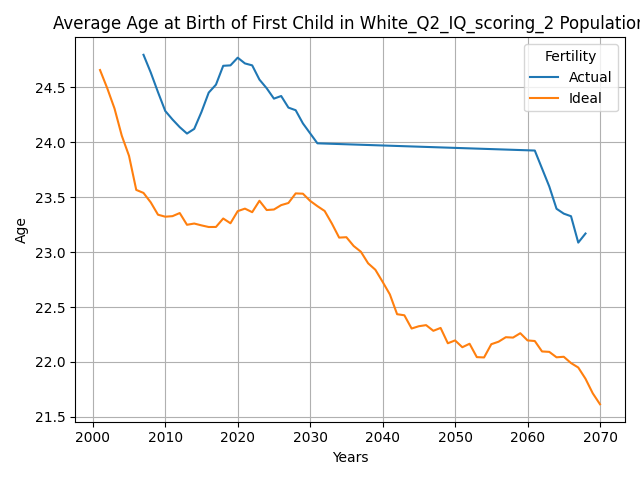 Average Age at Birth of First Child in White_Q2_IQ_scoring_2 Population
Fertility
Actual
Ideal
24.5
24.0
23.5
23.0
22.5
22.0
21.5
Age
2000 2010 2020 2030 2040 2050 2060 2070
Years